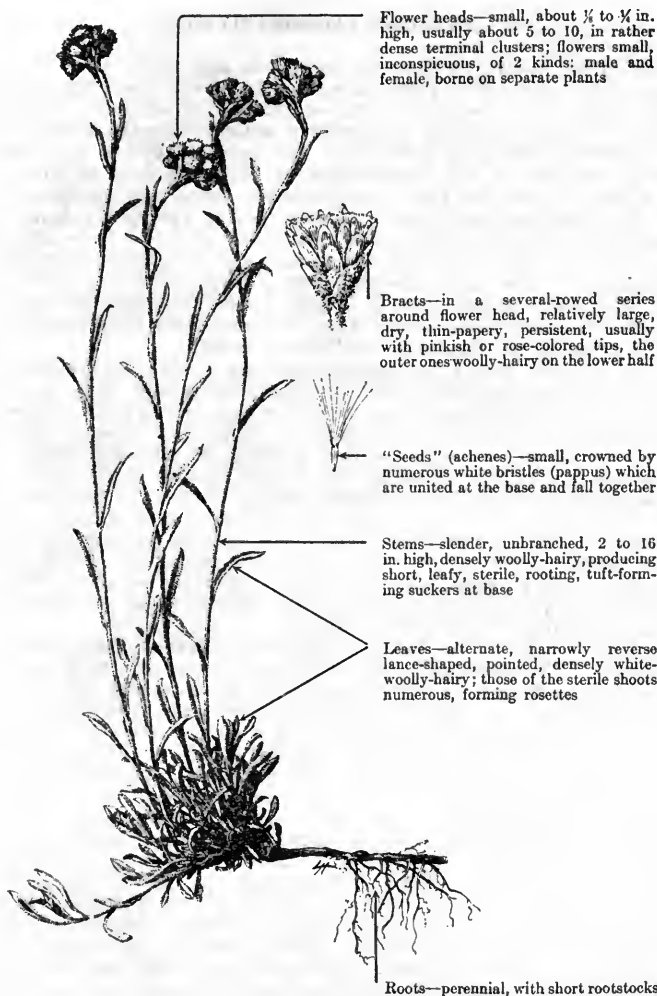 Flower heads—small, about ⅛ to ¼ in.
high, usually about 5 to 10, in rather
dense terminal clusters; flowers small,
inconspicuous, of 2 kinds: male and
female, borne on separate plants
Bracts—in a several-rowed series
around flower head, relatively large,
dry, thin-papery, persistent, usually
with pinkish or rose-colored tips, the
outer ones woolly-hairy on the lower half
"Seeds" (achenes)—small, crowned by
numerous white bristles (pappus) which
are united at the base and fall together
Stems—slender, unbranched, 2 to 16
in. high, densely woolly-hairy, producing
short, leafy, sterile, rooting, tuft-form-
ing suckers at base
Leaves—alternate, narrowly reverse
lance-shaped, pointed, densely white-
woolly-hairy; those of the sterile shoots
numerous, forming rosettes
Roots—perennial, with short rootstocks